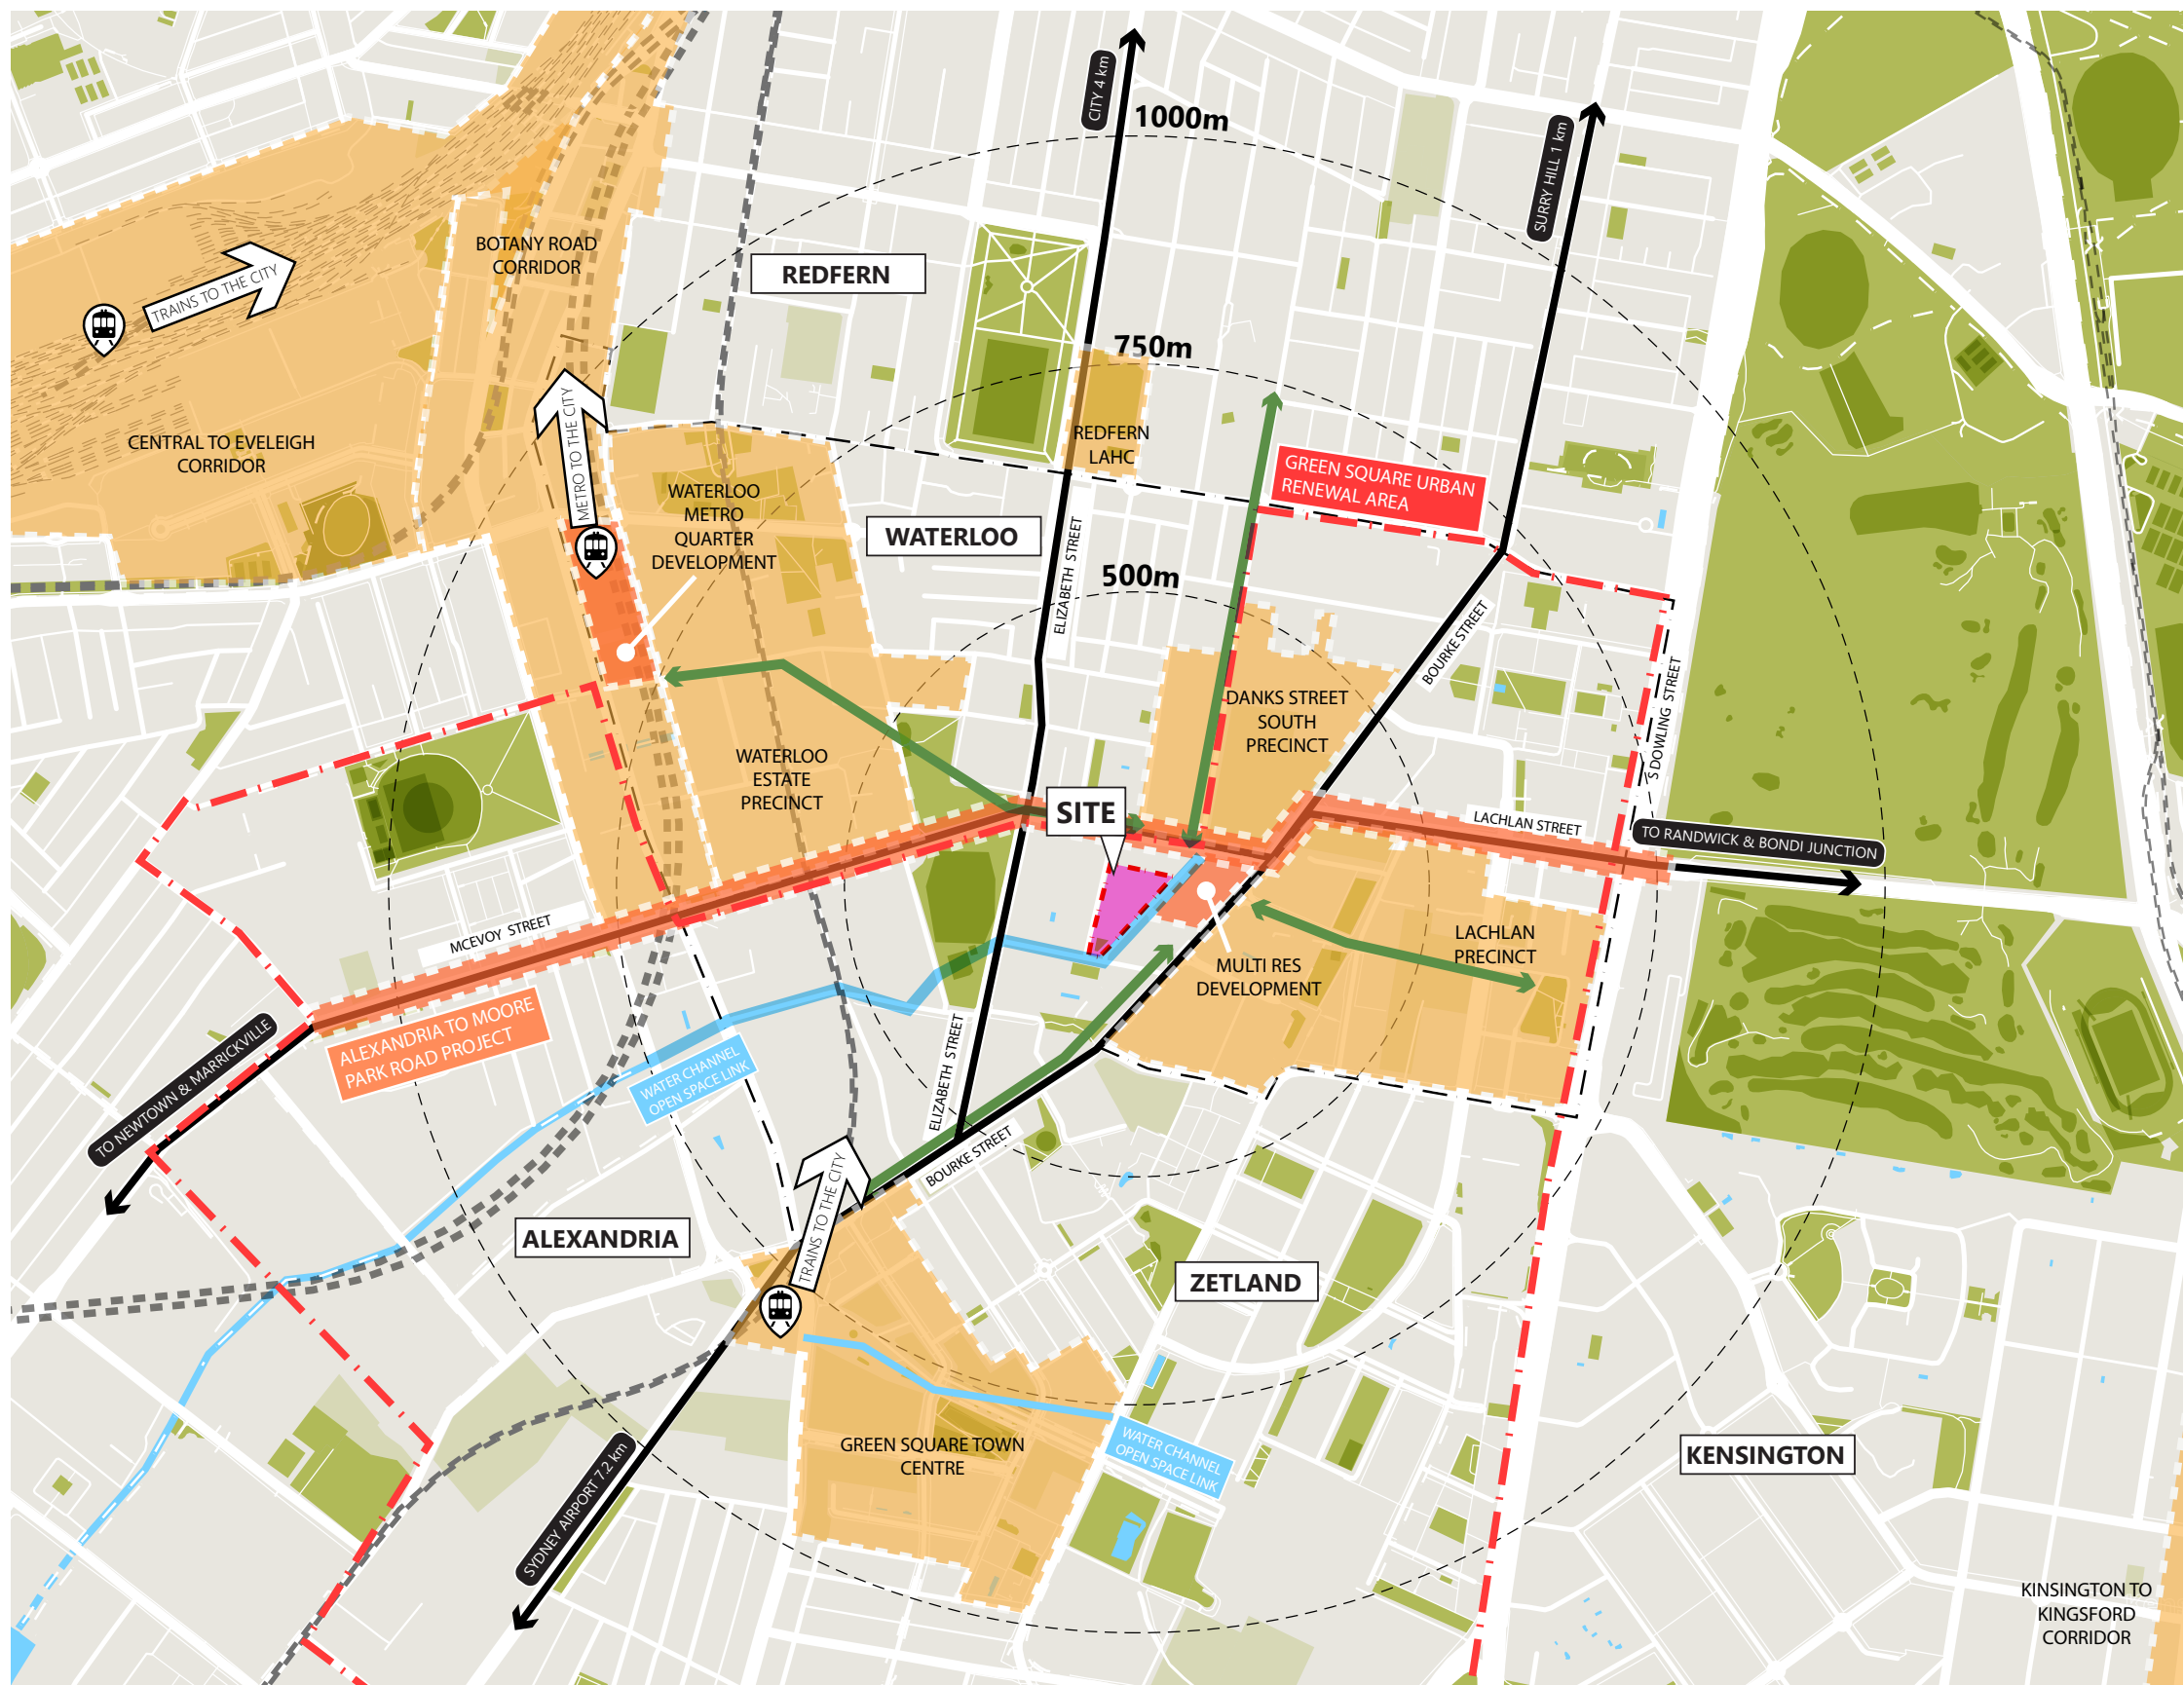 CITY 4 km
1000m
SURRY HILL 1 km
BOTANY ROAD
CORRIDOR
REDFERN
TRAINS TO THE CITY
750m
METRO TO THE CITY
CENTRAL TO EVELEIGH
CORRIDOR
REDFERN
LAHC
GREEN SQUARE URBAN
RENEWAL AREA
WATERLOO
METRO
QUARTER
DEVELOPMENT
WATERLOO
ELIZABETH STREET
500m
BOURKE STREET
S DOWLING STREET
DANKS STREET
SOUTH
PRECINCT
WATERLOO
ESTATE
PRECINCT
SITE
LACHLAN STREET
TO RANDWICK & BONDI JUNCTION
MCEVOY STREET
LACHLAN
PRECINCT
MULTI RES
DEVELOPMENT
ALEXANDRIA TO MOORE
PARK ROAD PROJECT
TO NEWTOWN & MARRICKVILLE
WATER CHANNEL
OPEN SPACE LINK
ELIZABETH STREET
BOURKE STREET
TRAINS TO THE CITY
ALEXANDRIA
ZETLAND
GREEN SQUARE TOWN
CENTRE
WATER CHANNEL
OPEN SPACE LINK
KENSINGTON
SYDNEY AIRPORT 7.2 km
KINSINGTON TO
KINGSFORD
CORRIDOR